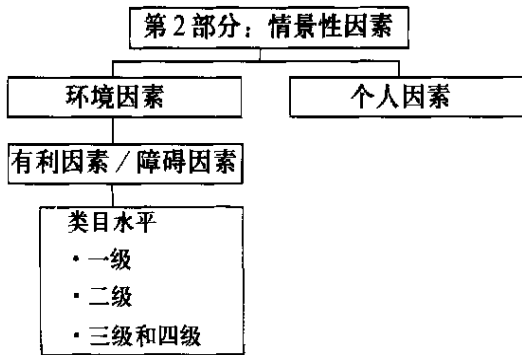 第2部分：情景性因素
环境因素
个人因素
有利因素／障碍因素
类目水平
·一级
·二级
·三级和四级